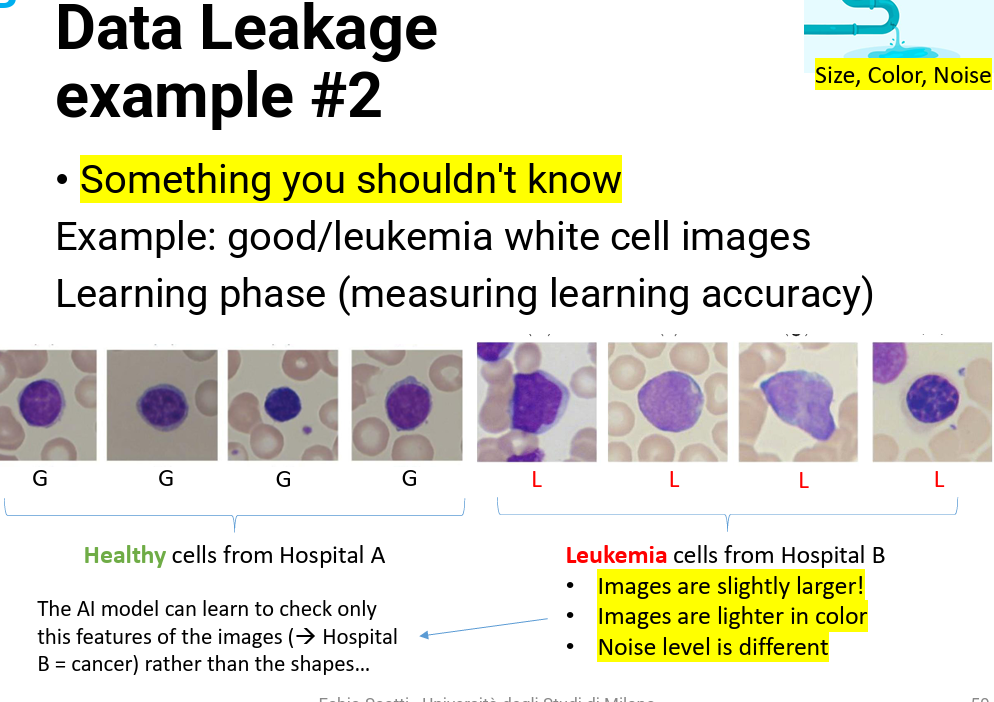 Data Leakage
example #2
Size, Color, Noise
• Something you shouldn't know
Example: good/leukemia white cell images
Learning phase (measuring learning accuracy)
G G G G L L L L
Healthy cells from Hospital A
Leukemia cells from Hospital B
• Images are slightly larger!
• Images are lighter in color
• Noise level is different
The AI model can learn to check only
this features of the images (→ Hospital
B = cancer) rather than the shapes...